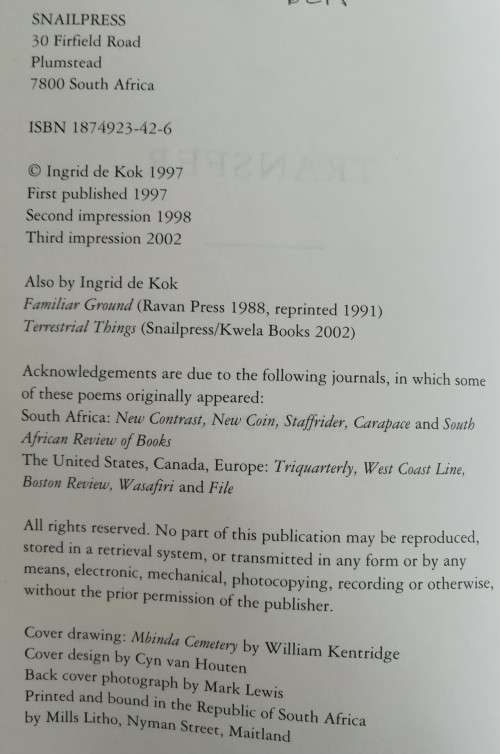 SNAILPRESS
30 Firfield Road
Plumstead
7800 South Africa
ISBN 1874923-42-6
© Ingrid de Kok 1997
First published 1997
Second impression 1998
Third impression 2002
Also by Ingrid de Kok
Familiar Ground (Ravan Press 1988, reprinted 1991)
Terrestrial Things (Snailpress/Kwela Books 2002)
Acknowledgements are due to the following journals, in which some
of these poems originally appeared:
South Africa: New Contrast, New Coin, Staffrider, Carapace and South
African Review of Books
The United States, Canada, Europe: Triquarterly, West Coast Line,
Boston Review, Wasafiri and File
All rights reserved. No part of this publication may be reproduced,
stored in a retrieval system, or transmitted in any form or by any
means, electronic, mechanical, photocopying, recording or otherwise,
without the prior permission of the publisher.
Cover drawing: Mbinda Cemetery by William Kentridge
Cover design by Cyn van Houten
Back cover photograph by Mark Lewis
Printed and bound in the Republic of South Africa
by Mills Litho, Nyman Street, Maitland